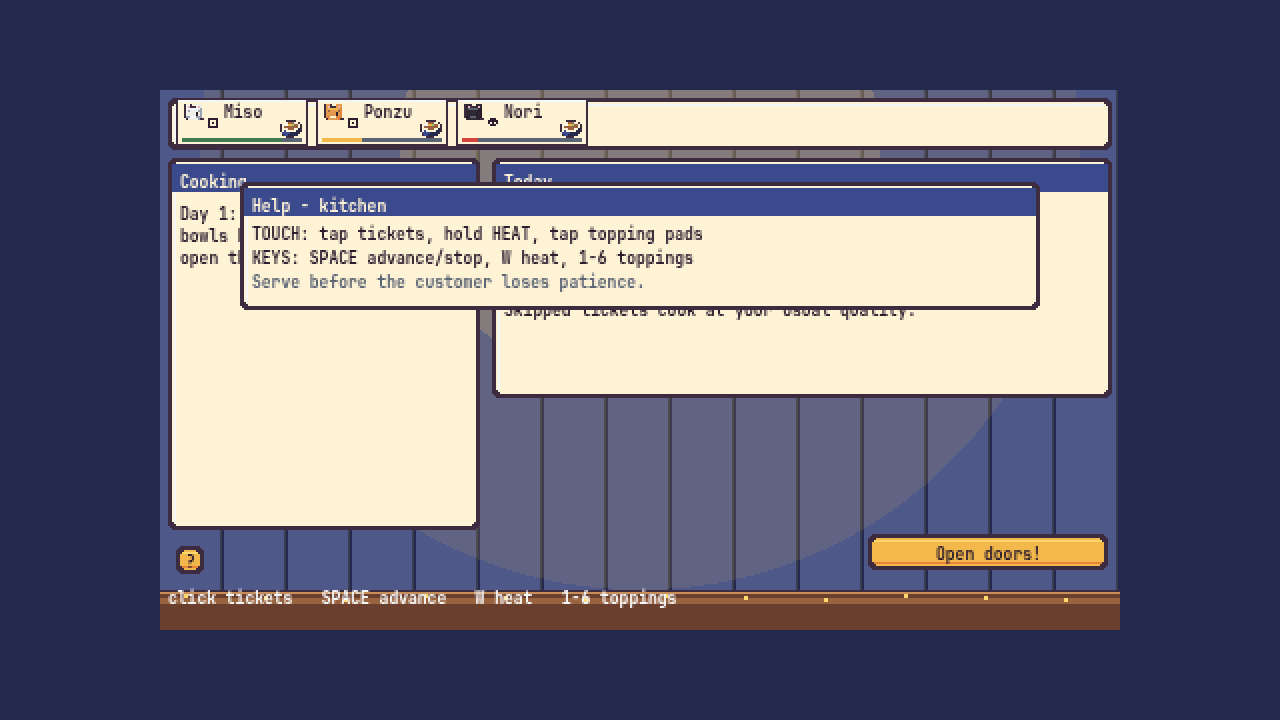 Miso
Ponzu
Nori
Cooking
Today
Day 1:
bowls
open
Help - kitchen
TOUCH: tap tickets, hold HEAT, tap topping pads
KEYS: SPACE advance/stop, W heat, 1-6 toppings
Serve before the customer loses patience.
Skipped tickets cook at your usual quality.
?
Open doors!
click tickets SPACE advance W heat 1-6 toppings